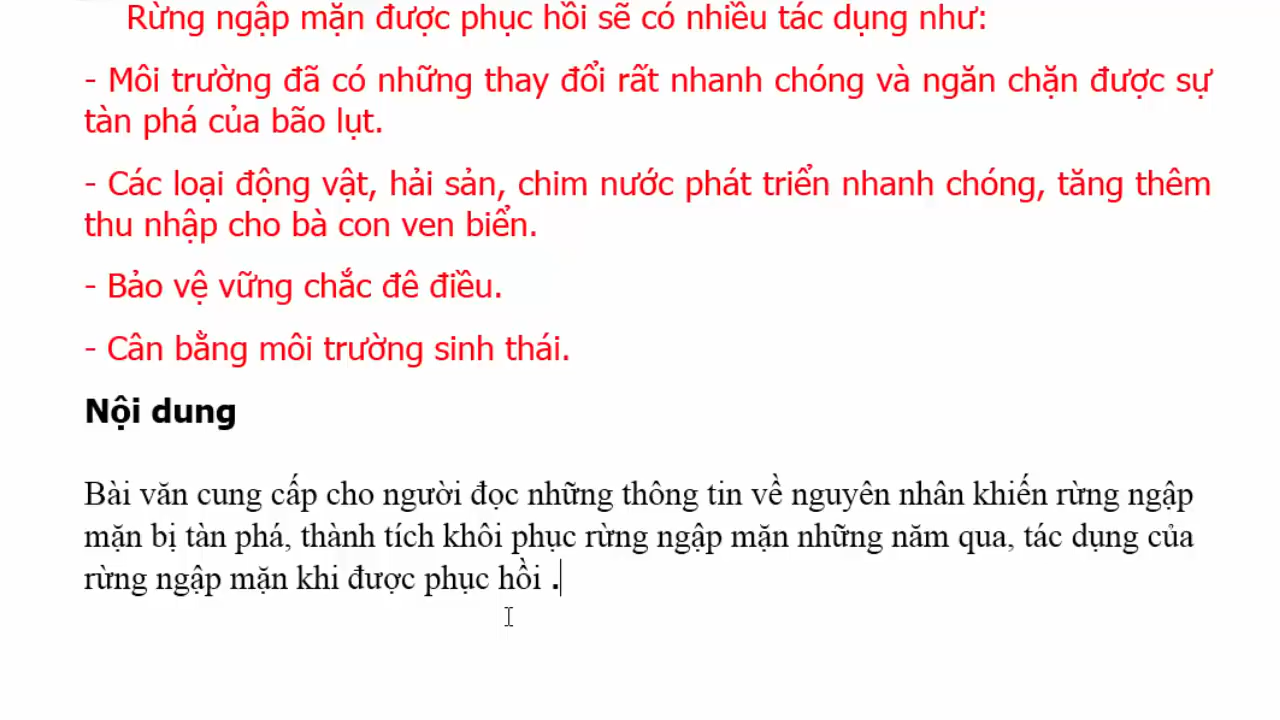 Rừng ngập mặn được phục hồi sẽ có nhiều tác dụng như:
- Môi trường đã có những thay đổi rất nhanh chóng và ngăn chặn được sự
tàn phá của bão lụt.
- Các loại động vật, hải sản, chim nước phát triển nhanh chóng, tăng thêm
thu nhập cho bà con ven biển.
- Bảo vệ vững chắc đê điều.
- Cân bằng môi trường sinh thái.
Nội dung
Bài văn cung cấp cho người đọc những thông tin về nguyên nhân khiến rừng ngập
mặn bị tàn phá, thành tích khôi phục rừng ngập mặn những năm qua, tác dụng của
rừng ngập mặn khi được phục hồi .